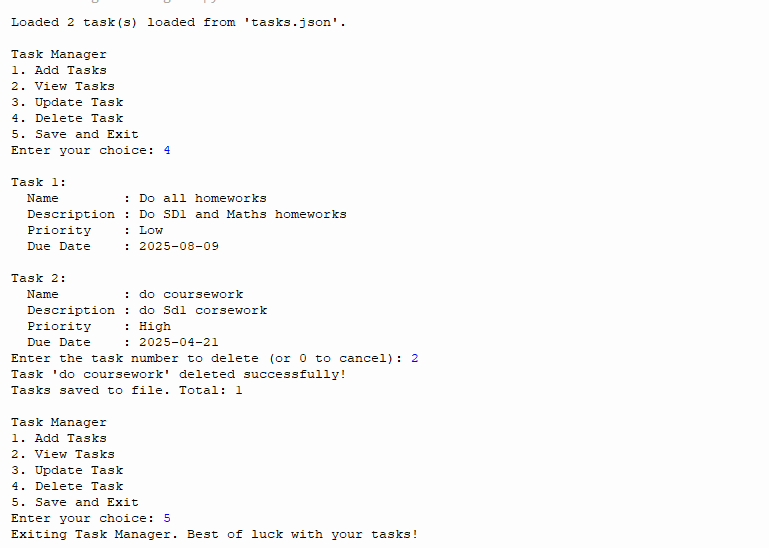 Loaded 2 task(s) loaded from 'tasks.json'.

Task Manager
1. Add Tasks
2. View Tasks
3. Update Task
4. Delete Task
5. Save and Exit
Enter your choice: 4

Task 1:
  Name        : Do all homeworks
  Description : Do SD1 and Maths homeworks
  Priority    : Low
  Due Date    : 2025-08-09

Task 2:
  Name        : do coursework
  Description : do Sd1 corsework
  Priority    : High
  Due Date    : 2025-04-21
Enter the task number to delete (or 0 to cancel): 2
Task 'do coursework' deleted successfully!
Tasks saved to file. Total: 1

Task Manager
1. Add Tasks
2. View Tasks
3. Update Task
4. Delete Task
5. Save and Exit
Enter your choice: 5
Exiting Task Manager. Best of luck with your tasks!